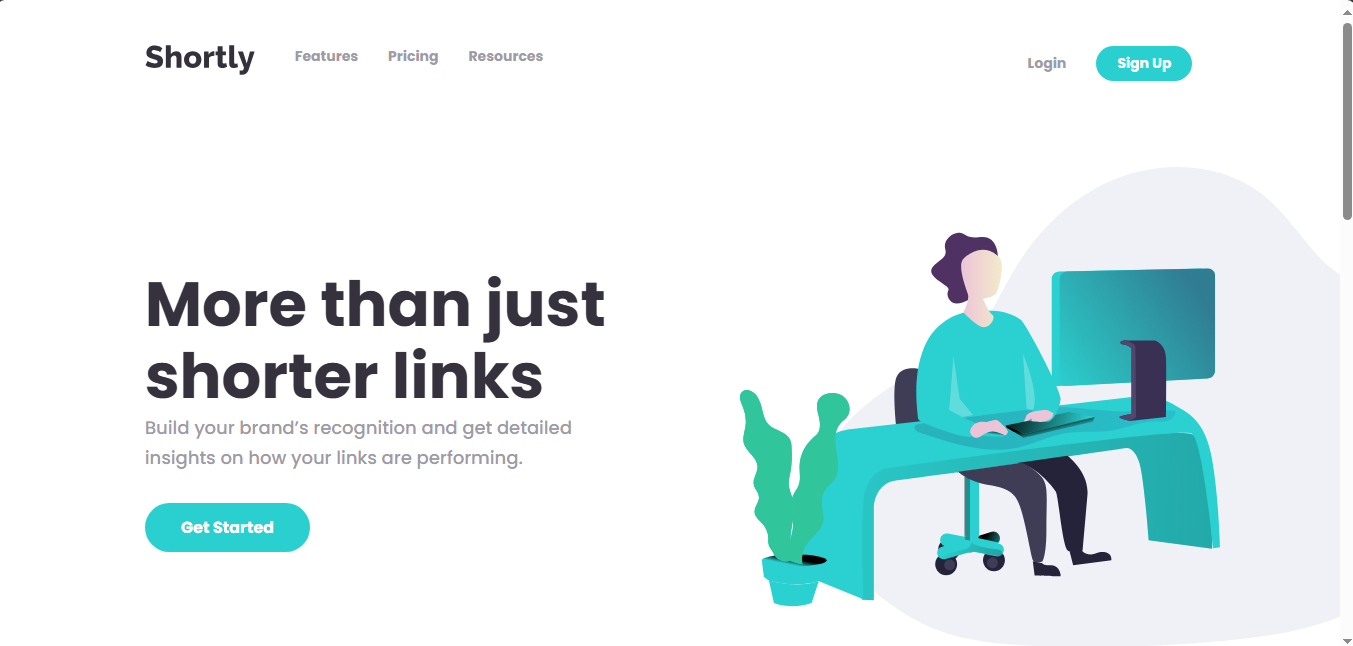 Shortly Features Pricing Resources Login Sign Up
More than just
shorter links
Build your brand’s recognition and get detailed
insights on how your links are performing.
Get Started